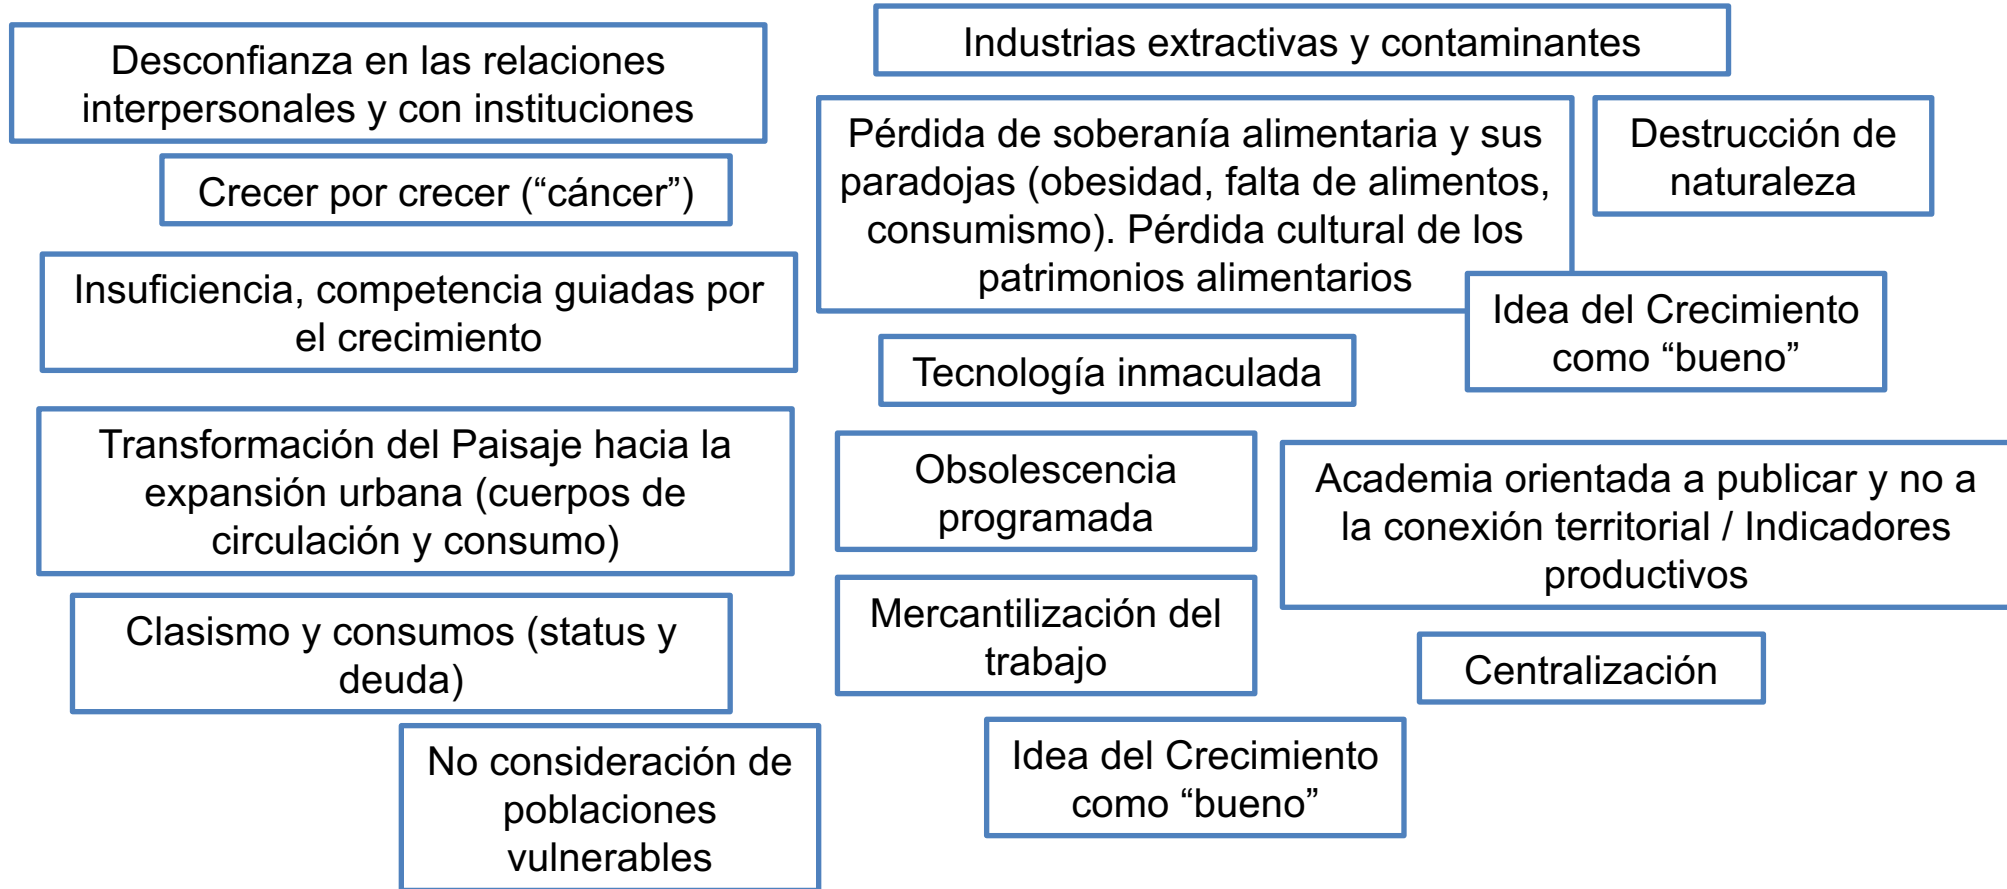 Desconfianza en las relaciones
interpersonales y con instituciones
Industrias extractivas y contaminantes
Crecer por crecer (“cáncer”)
Pérdida de soberanía alimentaria y sus
paradojas (obesidad, falta de alimentos,
consumismo). Pérdida cultural de los
patrimonios alimentarios
Destrucción de
naturaleza
Insuficiencia, competencia guiadas por
el crecimiento
Idea del Crecimiento
como “bueno”
Tecnología inmaculada
Transformación del Paisaje hacia la
expansión urbana (cuerpos de
circulación y consumo)
Obsolescencia
programada
Academia orientada a publicar y no a
la conexión territorial / Indicadores
productivos
Clasismo y consumos (status y
deuda)
Mercantilización del
trabajo
Centralización
No consideración de
poblaciones
vulnerables
Idea del Crecimiento
como “bueno”